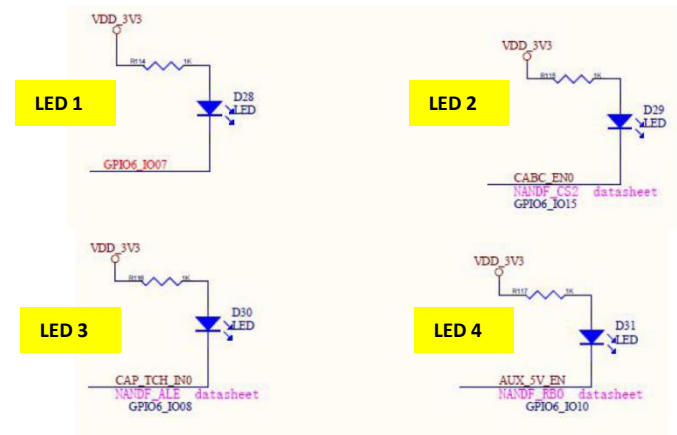 VDD_3V3
R114 1K
LED 1
D28
LED
GPIO6_IO07
VDD_3V3
R115 1K
LED 2
D29
LED
CABC_EN0
NANDF_CS2 datasheet
GPIO6_IO15
VDD_3V3
R116 1K
LED 3
D30
LED
CAP_TCH_IN0
NANDF_ALE datasheet
GPIO6_IO08
VDD_3V3
R117 1K
LED 4
D31
LED
AUX_5V_EN
NANDF_RB0 datasheet
GPIO6_IO10